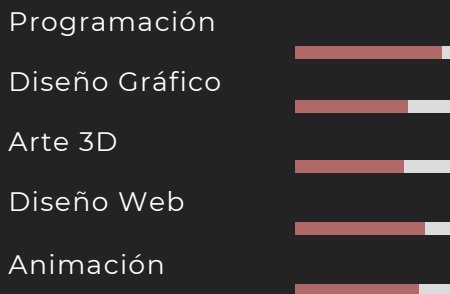 Programación
Diseño Gráfico
Arte 3D
Diseño Web
Animación